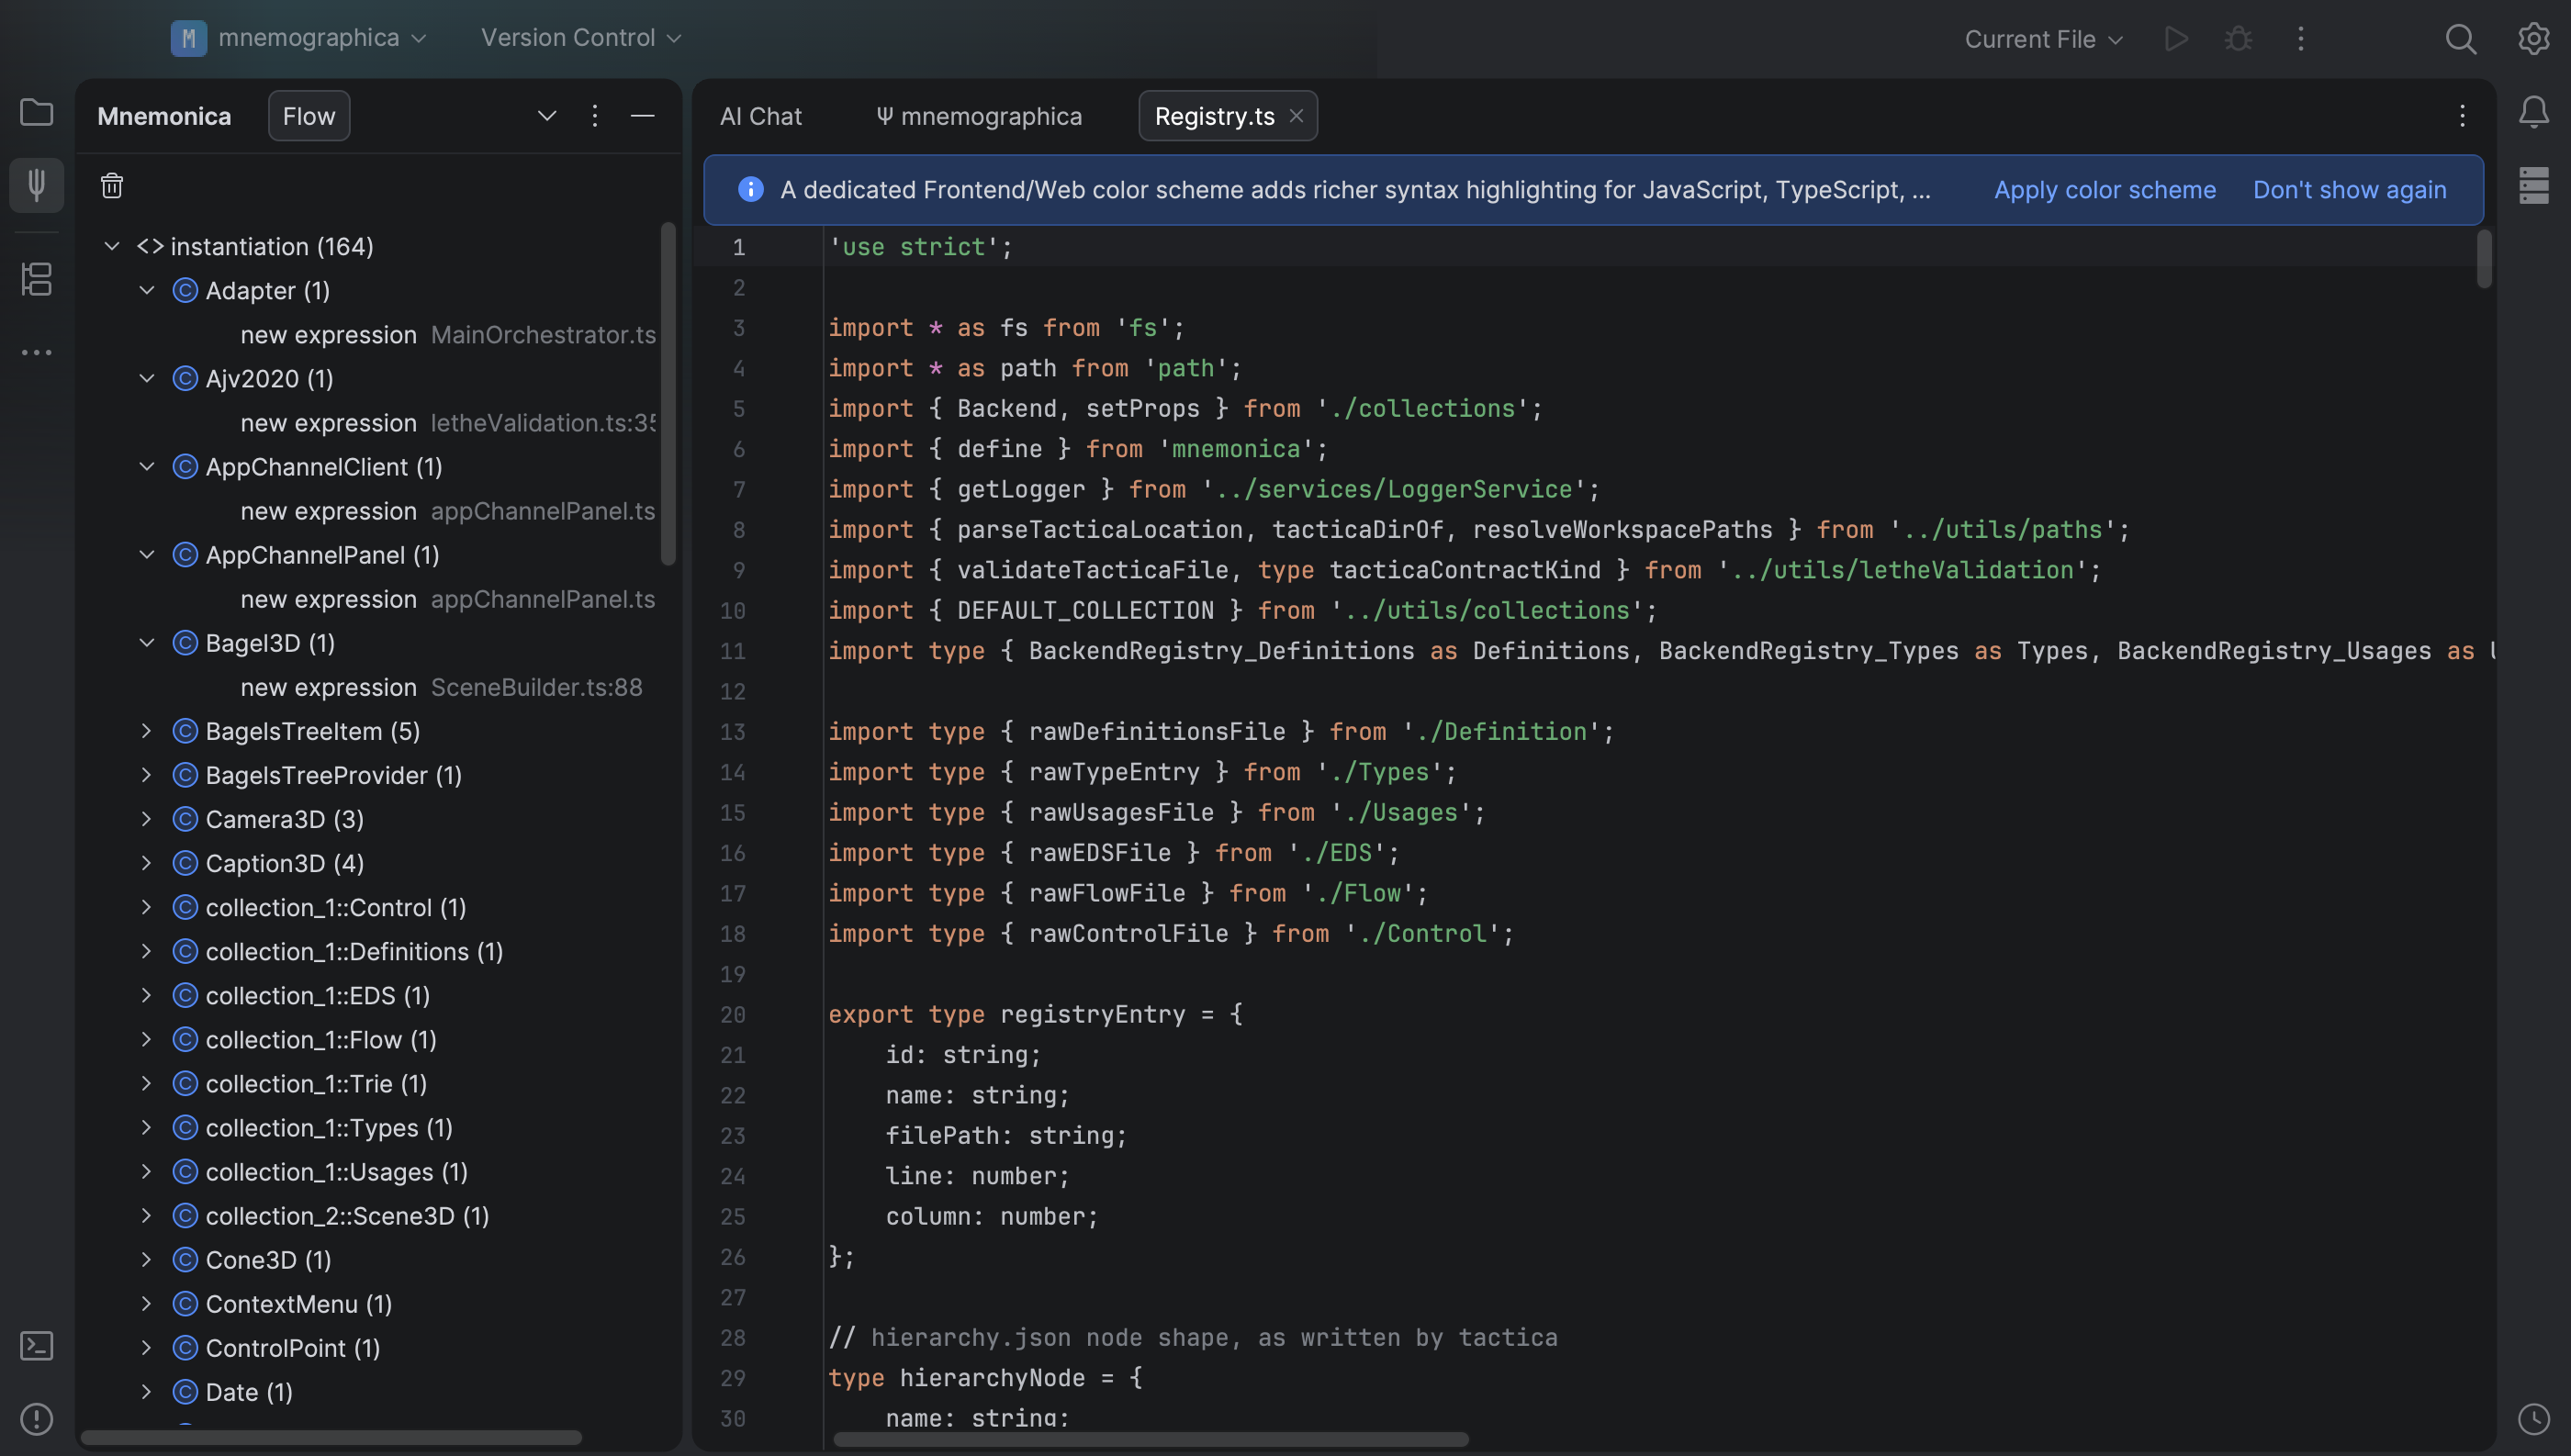 M mnemographica Version Control Current File
Mnemonica Flow
AI Chat Ψ mnemographica Registry.ts
A dedicated Frontend/Web color scheme adds richer syntax highlighting for JavaScript, TypeScript, ... Apply color scheme Don't show again
<> instantiation (164)
C Adapter (1)
new expression MainOrchestrator.ts
C Ajv2020 (1)
new expression letheValidation.ts:35
C AppChannelClient (1)
new expression appChannelPanel.ts
C AppChannelPanel (1)
new expression appChannelPanel.ts
C Bagel3D (1)
new expression SceneBuilder.ts:88
C BagelsTreeItem (5)
C BagelsTreeProvider (1)
C Camera3D (3)
C Caption3D (4)
C collection_1::Control (1)
C collection_1::Definitions (1)
C collection_1::EDS (1)
C collection_1::Flow (1)
C collection_1::Trie (1)
C collection_1::Types (1)
C collection_1::Usages (1)
C collection_2::Scene3D (1)
C Cone3D (1)
C ContextMenu (1)
C ControlPoint (1)
C Date (1)
1 'use strict';
2
3 import * as fs from 'fs';
4 import * as path from 'path';
5 import { Backend, setProps } from './collections';
6 import { define } from 'mnemonica';
7 import { getLogger } from '../services/LoggerService';
8 import { parseTacticaLocation, tacticaDirOf, resolveWorkspacePaths } from '../utils/paths';
9 import { validateTacticaFile, type tacticaContractKind } from '../utils/letheValidation';
10 import { DEFAULT_COLLECTION } from '../utils/collections';
11 import type { BackendRegistry_Definitions as Definitions, BackendRegistry_Types as Types, BackendRegistry_Usages as
12
13 import type { rawDefinitionsFile } from './Definition';
14 import type { rawTypeEntry } from './Types';
15 import type { rawUsagesFile } from './Usages';
16 import type { rawEDSFile } from './EDS';
17 import type { rawFlowFile } from './Flow';
18 import type { rawControlFile } from './Control';
19
20 export type registryEntry = {
21 id: string;
22 name: string;
23 filePath: string;
24 line: number;
25 column: number;
26 };
27
28 // hierarchy.json node shape, as written by tactica
29 type hierarchyNode = {
30 name: string;